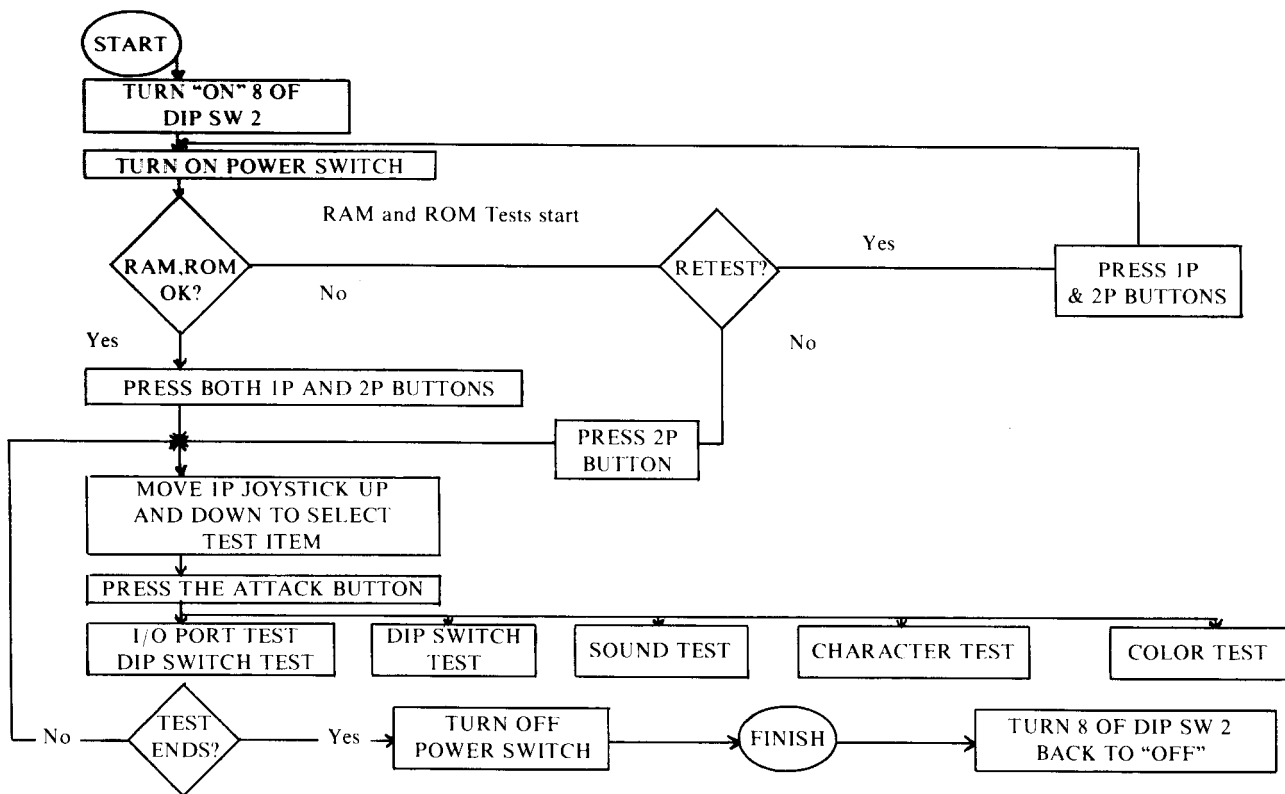 START
TURN “ON” 8 OF
DIP SW 2
TURN ON POWER SWITCH
RAM and ROM Tests start
RAM,ROM
OK?
No
RETEST?
Yes
PRESS 1P
& 2P BUTTONS
Yes
No
PRESS BOTH 1P AND 2P BUTTONS
PRESS 2P
BUTTON
MOVE 1P JOYSTICK UP
AND DOWN TO SELECT
TEST ITEM
PRESS THE ATTACK BUTTON
I/O PORT TEST
DIP SWITCH TEST
DIP SWITCH
TEST
SOUND TEST
CHARACTER TEST
COLOR TEST
No
TEST
ENDS?
Yes
TURN OFF
POWER SWITCH
FINISH
TURN 8 OF DIP SW 2
BACK TO “OFF”